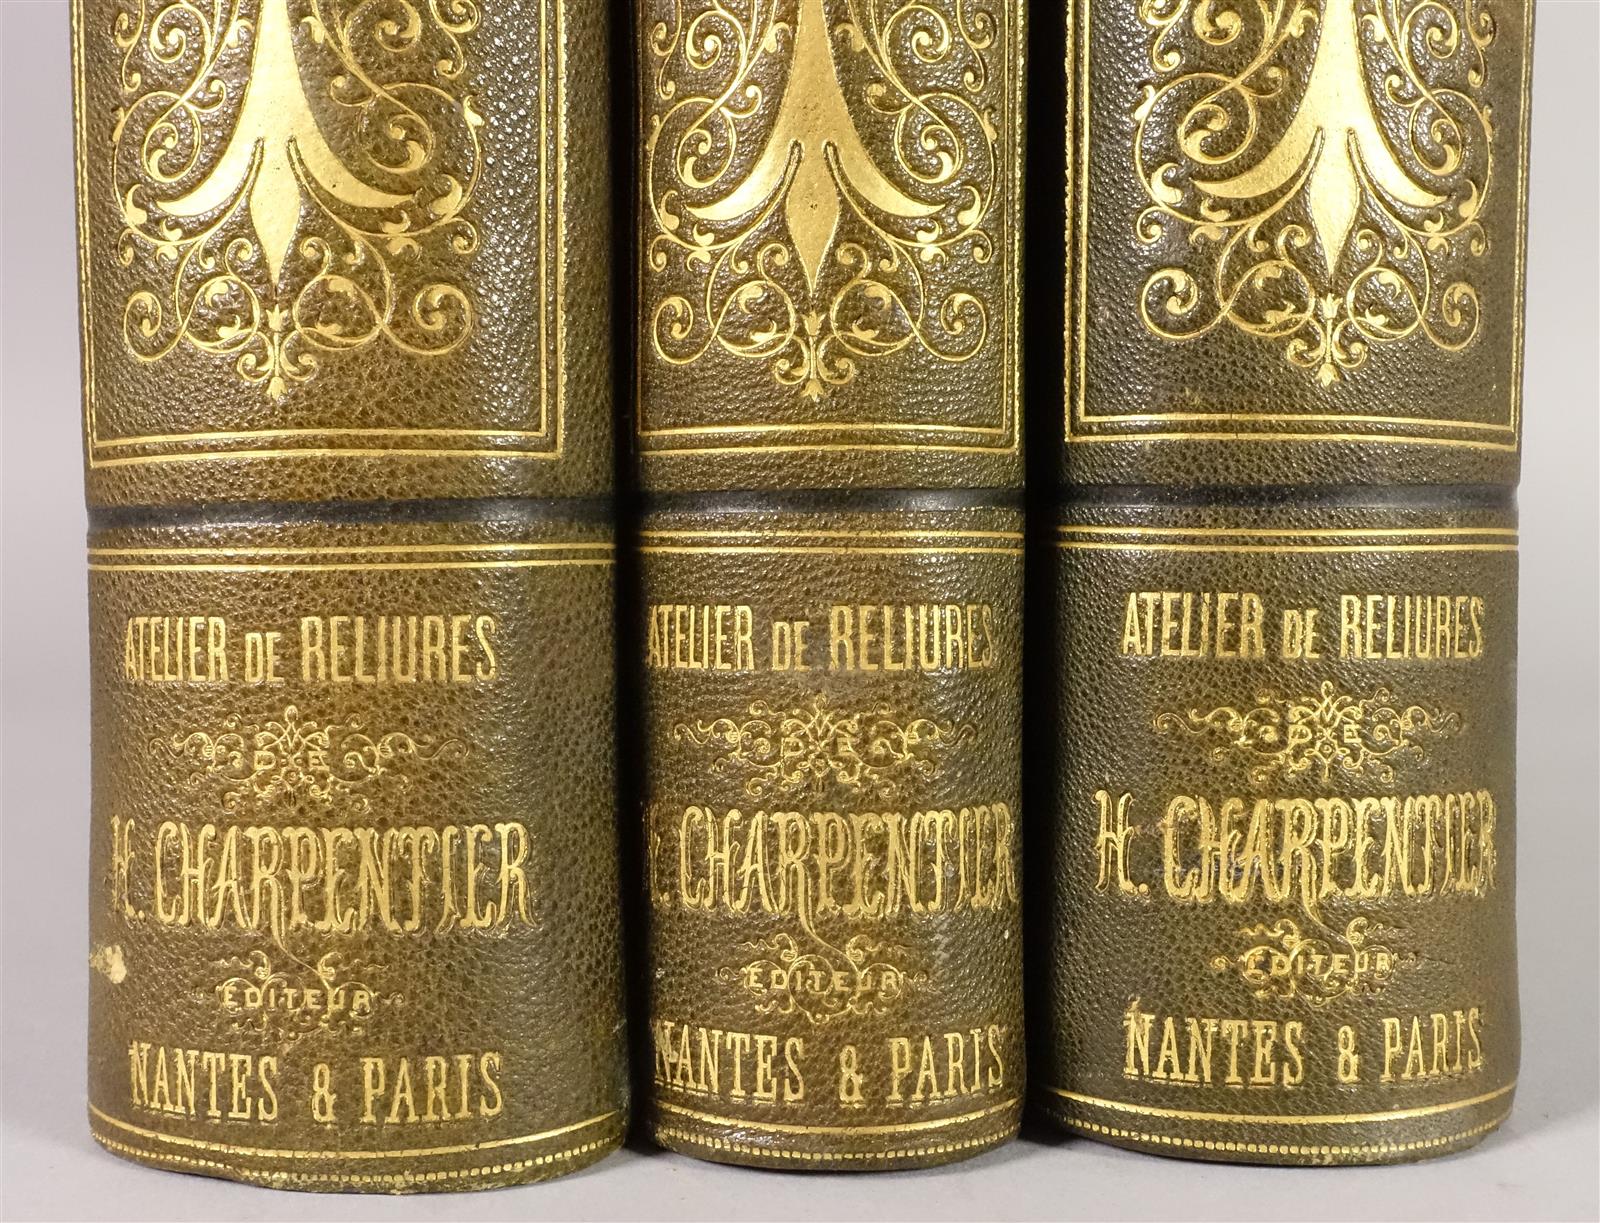 ATELIER DE RELIURES
DE
H. CHARPENTIER
EDITEUR
NANTES & PARIS
ATELIER DE RELIURES
DE
H. CHARPENTIER
EDITEUR
NANTES & PARIS
ATELIER DE RELIURES
DE
H. CHARPENTIER
EDITEUR
NANTES & PARIS